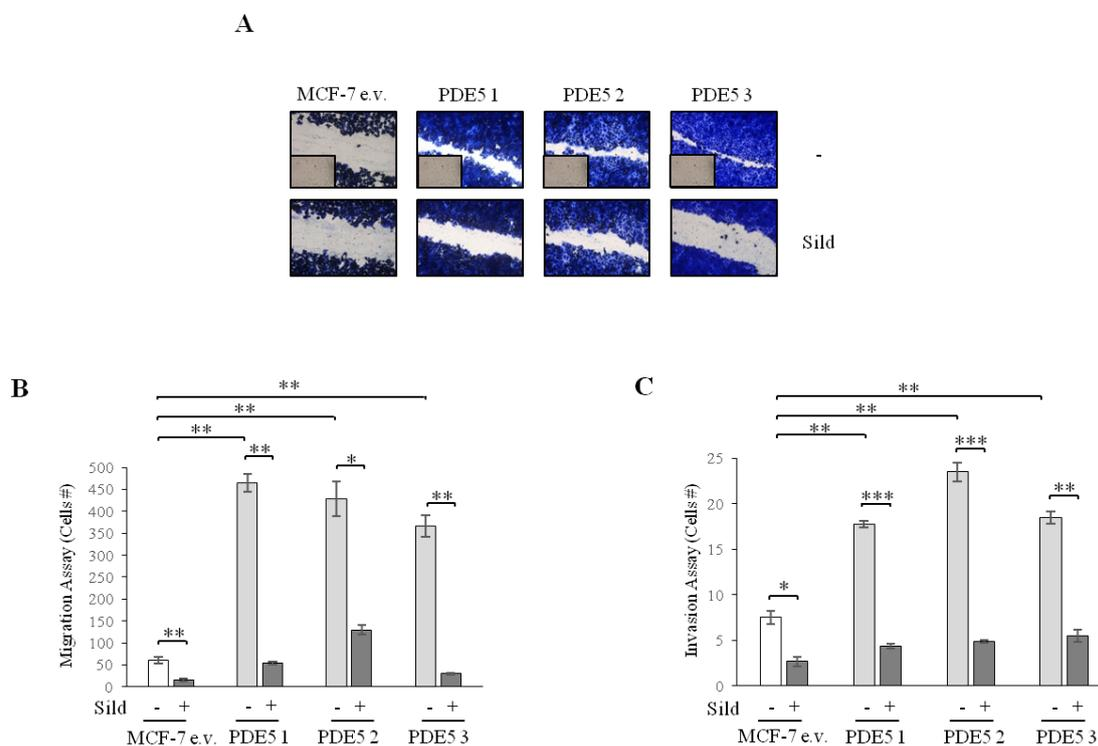 A
MCF-7 e.v. PDE5 1 PDE5 2 PDE5 3
-
Sild
B
**
**
**
**
*
**
**
Migration Assay (Cells #)
500
450
400
350
300
250
200
150
100
50
0
Sild - + - + - + - +
MCF-7 e.v. PDE5 1 PDE5 2 PDE5 3
C
**
**
**
***
***
**
*
Invasion Assay (Cells #)
25
20
15
10
5
0
Sild - + - + - + - +
MCF-7 e.v. PDE5 1 PDE5 2 PDE5 3